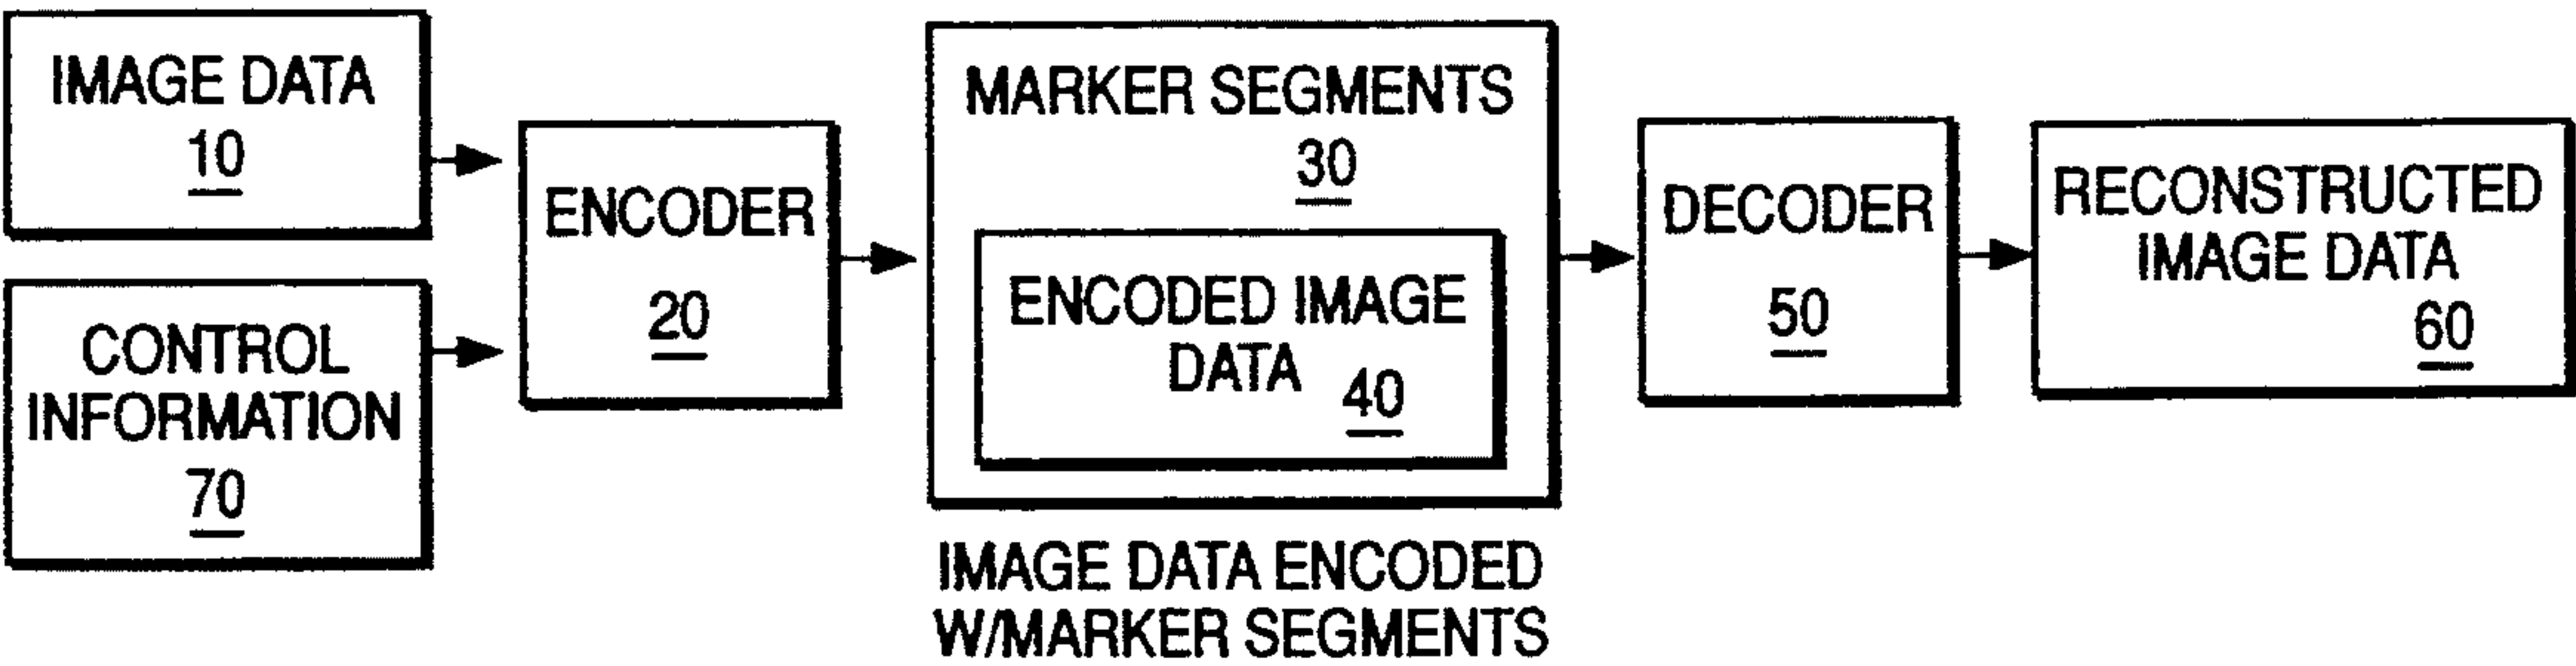 IMAGE DATA
10
CONTROL
INFORMATION
70
ENCODER
20
MARKER SEGMENTS
30
ENCODED IMAGE
DATA
40
IMAGE DATA ENCODED
W/MARKER SEGMENTS
DECODER
50
RECONSTRUCTED
IMAGE DATA
60